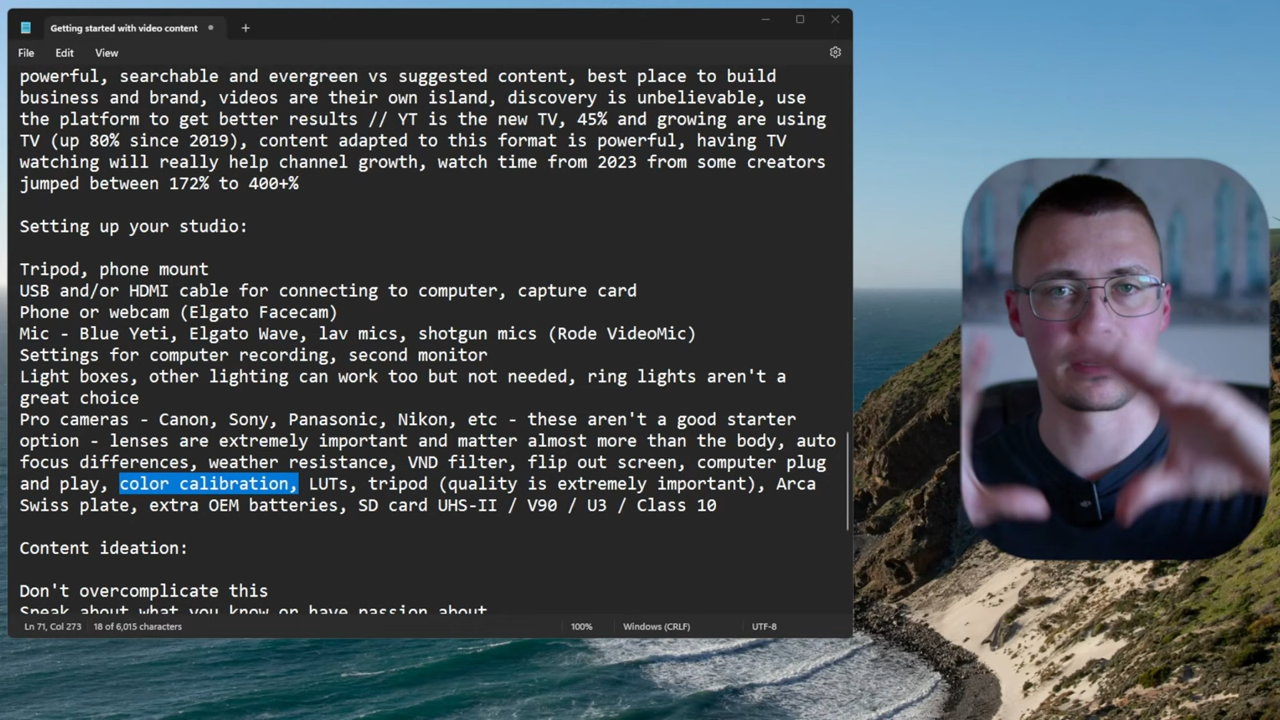 Getting started with video content
File Edit View
powerful, searchable and evergreen vs suggested content, best place to build
business and brand, videos are their own island, discovery is unbelievable, use
the platform to get better results // YT is the new TV, 45% and growing are using
TV (up 80% since 2019), content adapted to this format is powerful, having TV
watching will really help channel growth, watch time from 2023 from some creators
jumped between 172% to 400+%
Setting up your studio:
Tripod, phone mount
USB and/or HDMI cable for connecting to computer, capture card
Phone or webcam (Elgato Facecam)
Mic - Blue Yeti, Elgato Wave, lav mics, shotgun mics (Rode VideoMic)
Settings for computer recording, second monitor
Light boxes, other lighting can work too but not needed, ring lights aren't a
great choice
Pro cameras - Canon, Sony, Panasonic, Nikon, etc - these aren't a good starter
option - lenses are extremely important and matter almost more than the body, auto
focus differences, weather resistance, VND filter, flip out screen, computer plug
and play, color calibration, LUTs, tripod (quality is extremely important), Arca
Swiss plate, extra OEM batteries, SD card UHS-II / V90 / U3 / Class 10
Content ideation:
Don't overcomplicate this
Speak about what you know or have passion about
Ln 71, Col 273 18 of 6,015 characters 100% Windows (CRLF) UTF-8